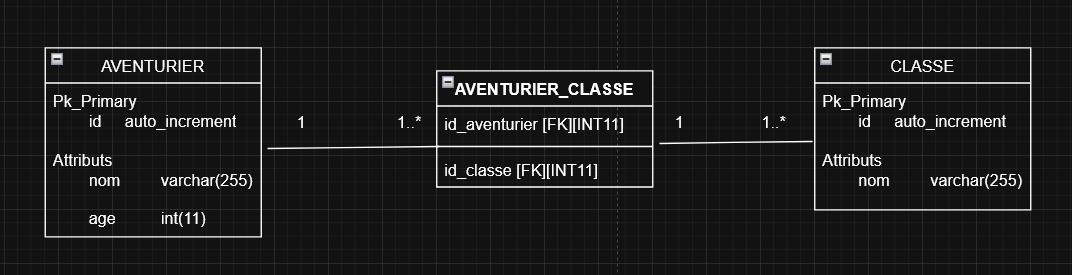 AVENTURIER
Pk_Primary
id auto_increment
Attributs
nom varchar(255)
age int(11)
1 1..*
AVENTURIER_CLASSE
id_aventurier [FK][INT11]
id_classe [FK][INT11]
1 1..*
CLASSE
Pk_Primary
id auto_increment
Attributs
nom varchar(255)